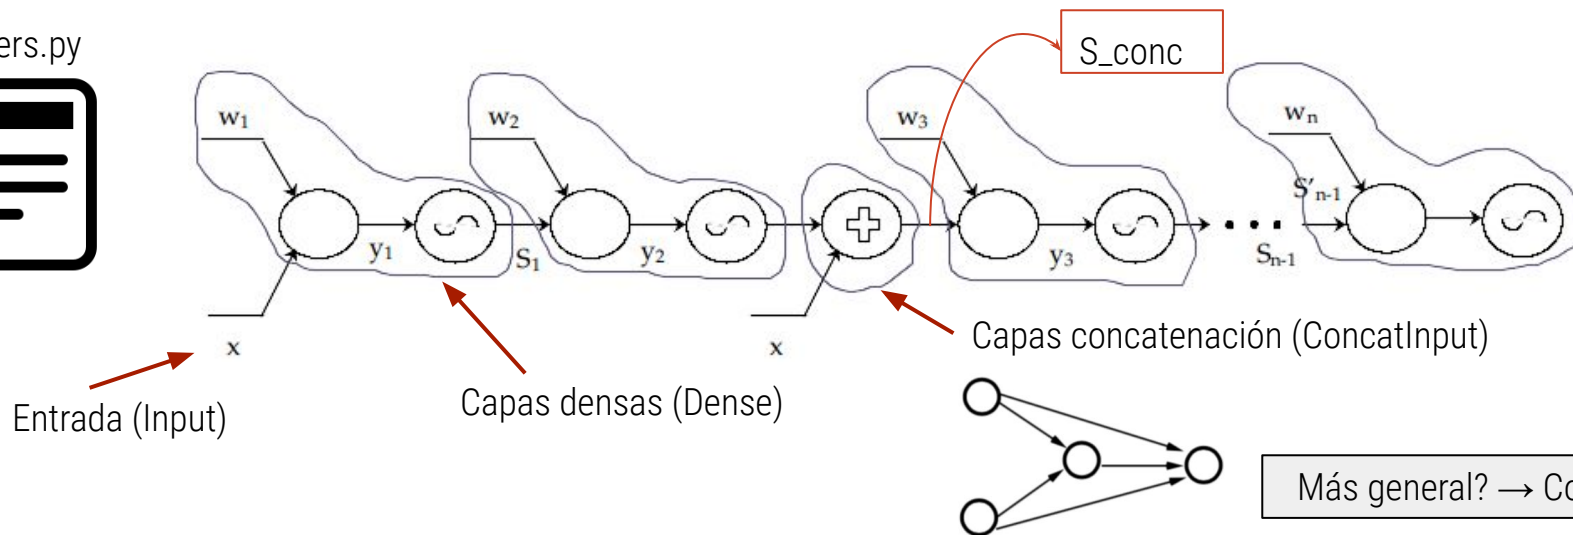 ers.py
S_conc
w1
w2
w3
wn
S'n-1
y1
S1
y2
y3
Sn-1
x
x
Capas concatenación (ConcatInput)
Entrada (Input)
Capas densas (Dense)
Más general? → Co